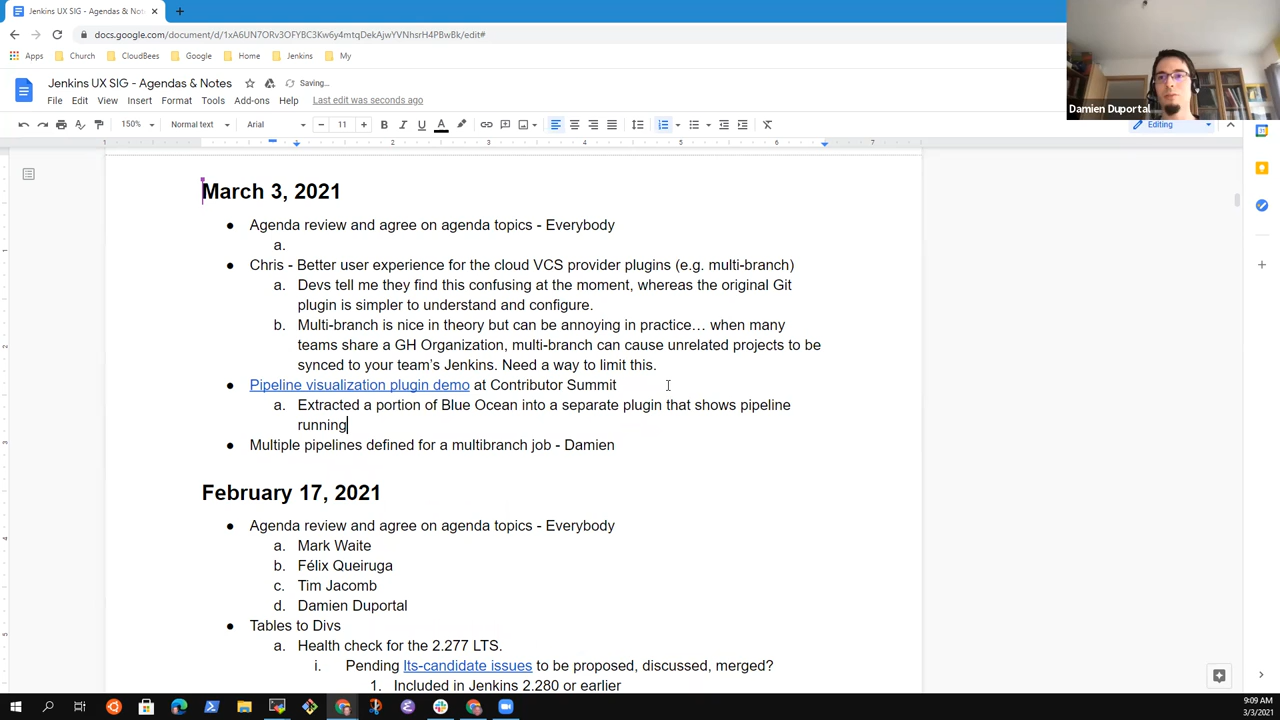 Jenkins UX SIG - Agendas & Not
docs.google.com/document/d/1xA6UN7ORv3OFYBC3Kw6y4mtqDekAjwYVNhsrH4PBwBk/edit#
Apps Church CloudBees Google Home Jenkins My
Jenkins UX SIG - Agendas & Notes Saving...
File Edit View Insert Format Tools Add-ons Help Last edit was seconds ago
Damien Duportal
150% Normal text Arial 11 Editing
1 2 3 4 5 6 7
March 3, 2021
● Agenda review and agree on agenda topics - Everybody
a.
● Chris - Better user experience for the cloud VCS provider plugins (e.g. multi-branch)
a. Devs tell me they find this confusing at the moment, whereas the original Git
plugin is simpler to understand and configure.
b. Multi-branch is nice in theory but can be annoying in practice… when many
teams share a GH Organization, multi-branch can cause unrelated projects to be
synced to your team's Jenkins. Need a way to limit this.
● Pipeline visualization plugin demo at Contributor Summit
a. Extracted a portion of Blue Ocean into a separate plugin that shows pipeline
running
● Multiple pipelines defined for a multibranch job - Damien
February 17, 2021
● Agenda review and agree on agenda topics - Everybody
a. Mark Waite
b. Félix Queiruga
c. Tim Jacomb
d. Damien Duportal
● Tables to Divs
a. Health check for the 2.277 LTS.
i. Pending lts-candidate issues to be proposed, discussed, merged?
1. Included in Jenkins 2.280 or earlier
9:09 AM
3/3/2021